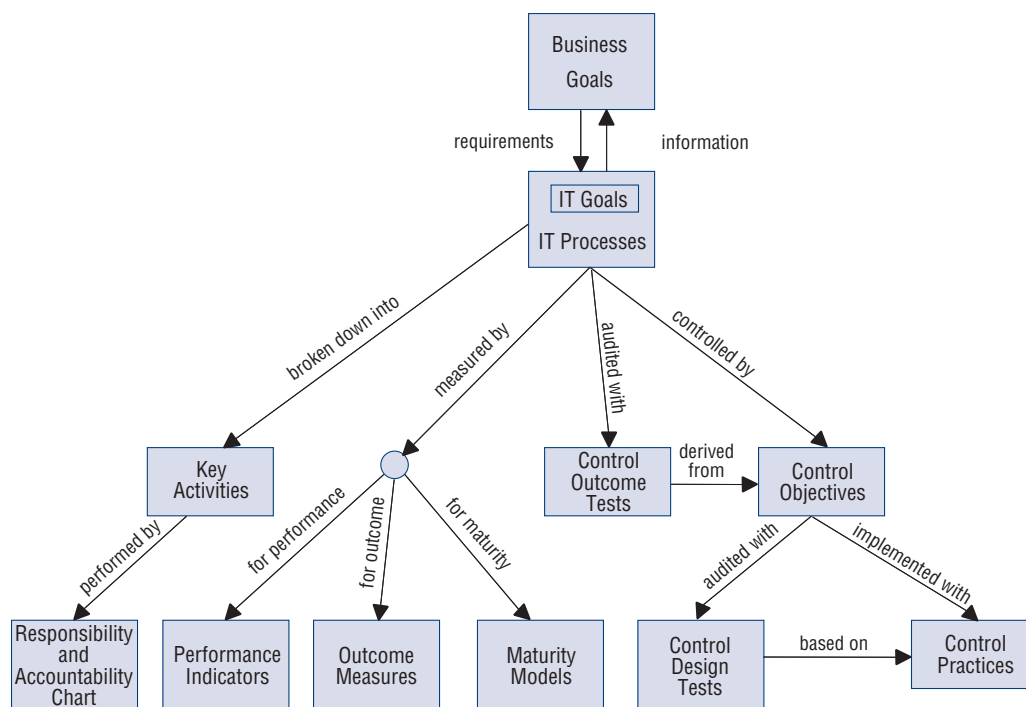 Business
Goals
requirements
information
IT Goals
IT Processes
broken down into
measured by
audited with
controlled by
Key
Activities
Control
Outcome
Tests
derived
from
Control
Objectives
performed by
for performance
for outcome
for maturity
audited with
implemented with
Responsibility
and
Accountability
Chart
Performance
Indicators
Outcome
Measures
Maturity
Models
Control
Design
Tests
based on
Control
Practices